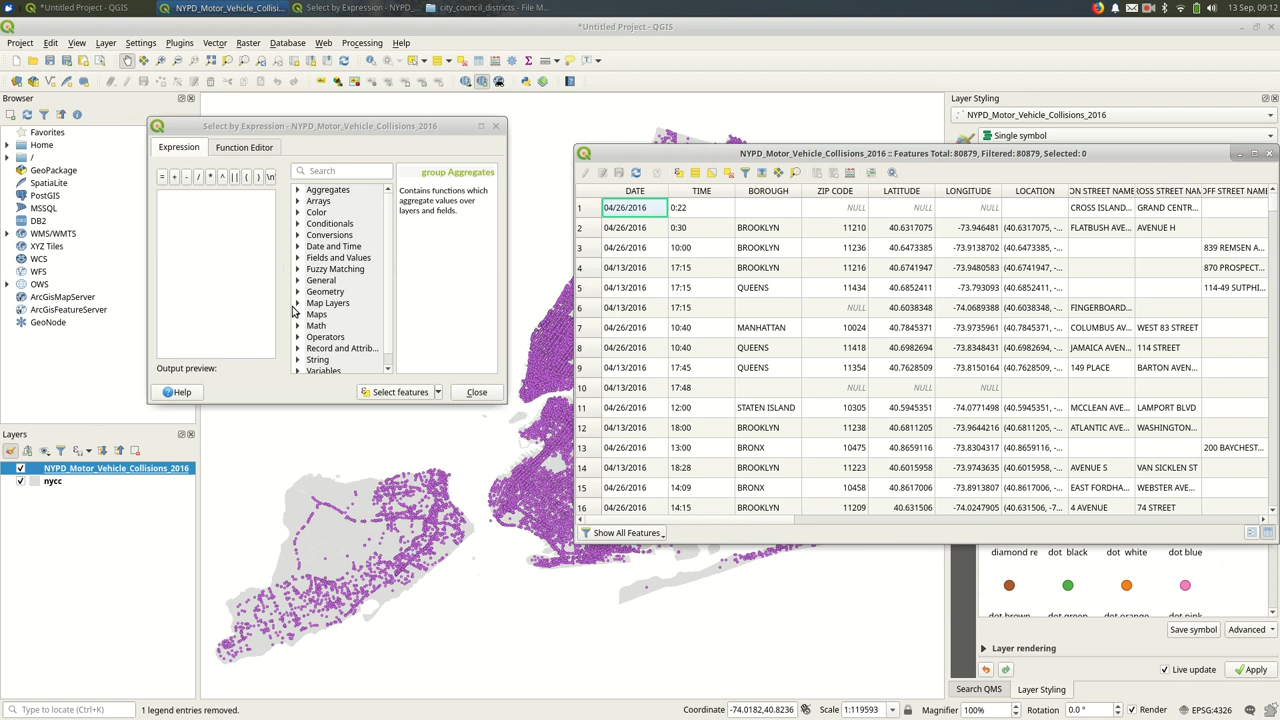 *Untitled Project - QGIS
NYPD_Motor_Vehicle_Collisi...
Select by Expression - NYPD_...
city_council_districts - File M...
13 Sep, 09:12
*Untitled Project - QGIS
Project Edit View Layer Settings Plugins Vector Raster Database Web Processing Help
Browser
Favorites
Home
/
GeoPackage
SpatiaLite
PostGIS
MSSQL
DB2
WMS/WMTS
XYZ Tiles
WCS
WFS
OWS
ArcGisMapServer
ArcGisFeatureServer
GeoNode
Layers
NYPD_Motor_Vehicle_Collisions_2016
nycc
Select by Expression - NYPD_Motor_Vehicle_Collisions_2016
Expression Function Editor
= + - / * ^ || ( ) \n
Search
Aggregates
Arrays
Color
Conditionals
Conversions
Date and Time
Fields and Values
Fuzzy Matching
General
Geometry
Map Layers
Maps
Math
Operators
Record and Attrib...
String
Variables
group Aggregates
Contains functions which
aggregate values over
layers and fields.
Output preview:
Help Select features Close
NYPD_Motor_Vehicle_Collisions_2016 :: Features Total: 80879, Filtered: 80879, Selected: 0
DATE TIME BOROUGH ZIP CODE LATITUDE LONGITUDE LOCATION ON STREET NAME ROSS STREET NAM OFF STREET NAME
1 04/26/2016 0:22 NULL NULL NULL CROSS ISLAND... GRAND CENTR...
2 04/26/2016 0:30 BROOKLYN 11210 40.6317075 -73.946481 (40.6317075, -... FLATBUSH AVE... AVENUE H
3 04/26/2016 10:00 BROOKLYN 11236 40.6473385 -73.9138702 (40.6473385,... 839 REMSEN A...
4 04/13/2016 17:15 BROOKLYN 11216 40.6741947 -73.9480583 (40.6741947, -... 870 PROSPECT...
5 04/13/2016 17:15 QUEENS 11434 40.6852411 -73.793093 (40.6852411, -... 114-49 SUTPHI...
6 04/13/2016 17:15 NULL 40.6038348 -74.0689388 (40.6038348, -... FINGERBOARD...
7 04/26/2016 10:40 MANHATTAN 10024 40.7845371 -73.9735961 (40.7845371, -... COLUMBUS AV... WEST 83 STREET
8 04/26/2016 10:40 QUEENS 11418 40.6982694 -73.8348431 (40.6982694, -... JAMAICA AVEN... 114 STREET
9 04/13/2016 17:45 QUEENS 11354 40.7628509 -73.8150164 (40.7628509, -... 149 PLACE BARTON AVEN...
10 04/13/2016 17:48 NULL NULL NULL
11 04/26/2016 12:00 STATEN ISLAND 10305 40.5945351 -74.0771498 (40.5945351, -... MCCLEAN AVE... LAMPORT BLVD
12 04/13/2016 18:00 BROOKLYN 11238 40.6811205 -73.9644216 (40.6811205, -... ATLANTIC AVE... WASHINGTON...
13 04/26/2016 13:00 BRONX 10469 40.8659116 -73.8304317 (40.8659116, -... 200 BAYCHEST...
14 04/13/2016 18:28 BROOKLYN 11223 40.6015958 -73.9743635 (40.6015958, -... AVENUE S VAN SICKLEN ST
15 04/26/2016 14:09 BRONX 10458 40.8617006 -73.8913807 (40.8617006, -... EAST FORDHA... WEBSTER AVE...
16 04/26/2016 14:15 BROOKLYN 11209 40.631506 -74.0247905 (40.631506, -7... 4 AVENUE 74 STREET
Show All Features
Layer Styling
NYPD_Motor_Vehicle_Collisions_2016
Single symbol
diamond re dot black dot white dot blue
dot brown dot green dot orange dot pink
Save symbol Advanced
Layer rendering
Live update Apply
Search QMS Layer Styling
Type to locate (Ctrl+K) 1 legend entries removed. Coordinate -74.0182,40.8236 Scale 1:119593 Magnifier 100% Rotation 0.0 ° Render EPSG:4326